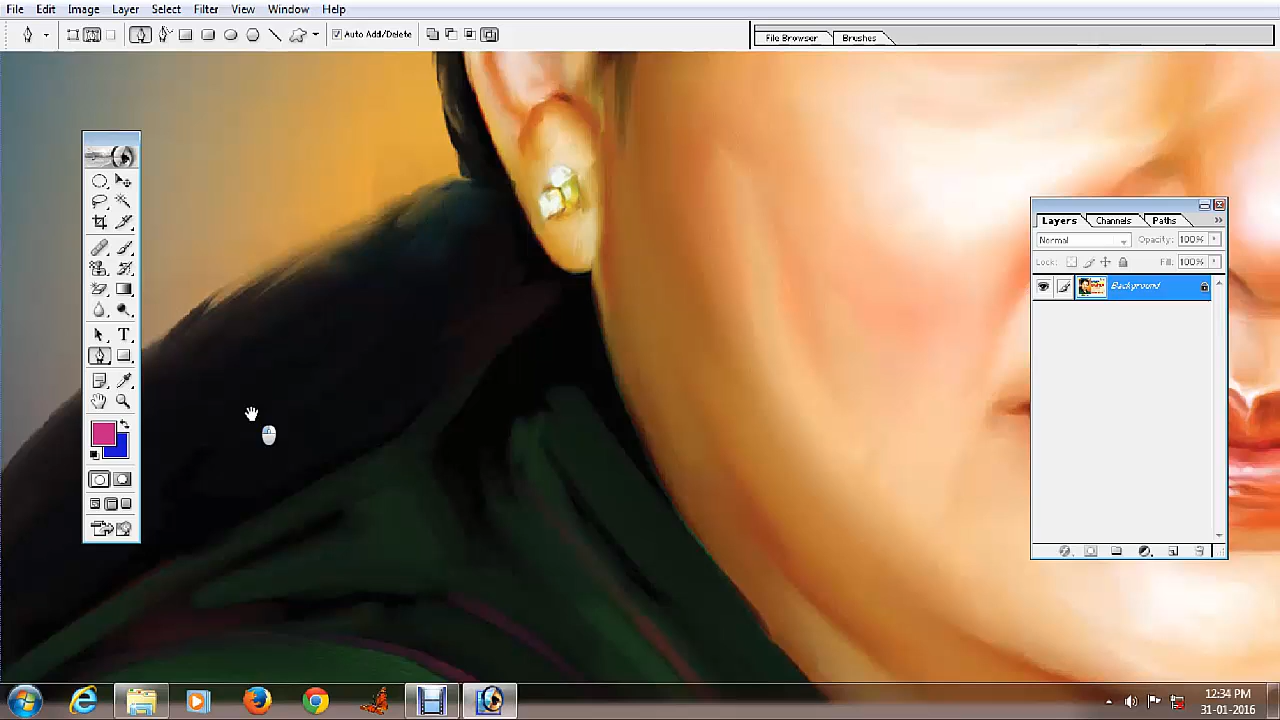 File Edit Image Layer Select Filter View Window Help
Auto Add/Delete
File Browser Brushes
Layers Channels Paths
Normal Opacity: 100%
Lock: Fill: 100%
Background
T
12:34 PM
31-01-2016